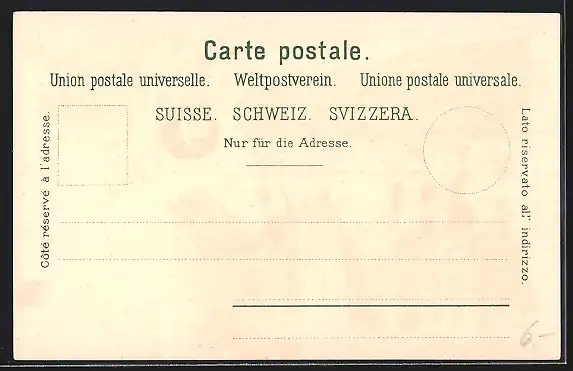 Carte postale.
Union postale universelle. Weltpostverein. Unione postale universale.
SUISSE. SCHWEIZ. SVIZZERA.
Nur für die Adresse.
Côté réservé à l'adresse.
Lato riservato all' indirizzo.
6.-